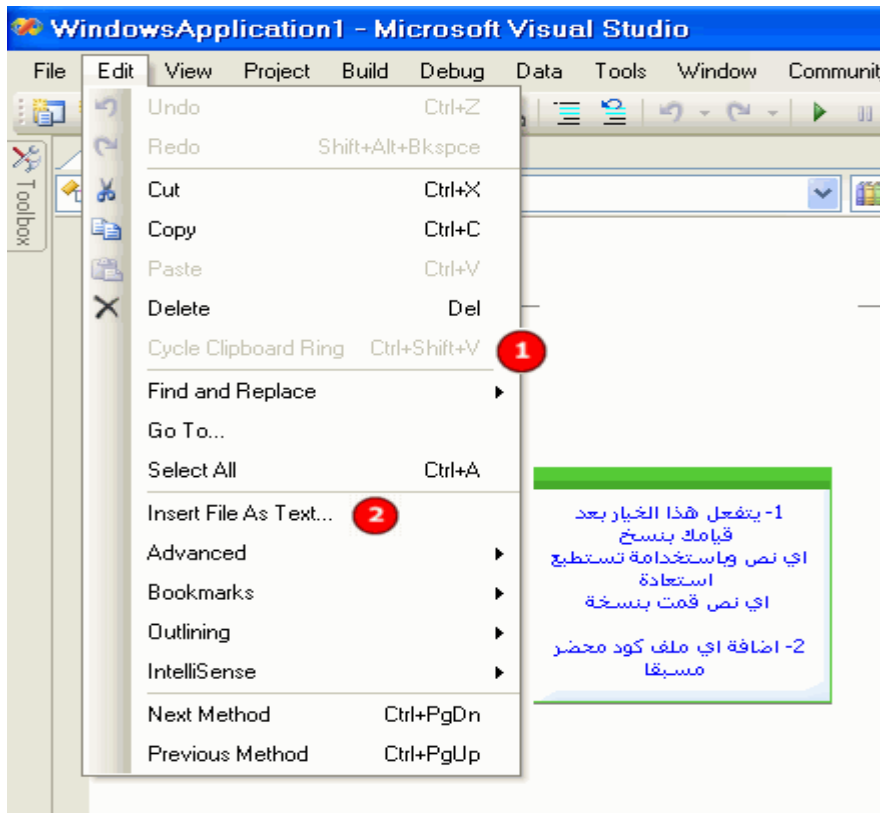 WindowsApplication1 - Microsoft Visual Studio
File Edit View Project Build Debug Data Tools Window Communit
Toolbox
Undo Ctrl+Z
Redo Shift+Alt+Bkspce
Cut Ctrl+X
Copy Ctrl+C
Paste Ctrl+V
Delete Del
Cycle Clipboard Ring Ctrl+Shift+V 1
Find and Replace
Go To...
Select All Ctrl+A
Insert File As Text... 2
Advanced
Bookmarks
Outlining
IntelliSense
Next Method Ctrl+PgDn
Previous Method Ctrl+PgUp
1- يتفعل هذا الخيار بعد
قيامك بنسخ
اي نص وباستخدامة تستطيع
استعادة
اي نص قمت بنسخة
2- اضافة اي ملف كود محضر
مسبقا